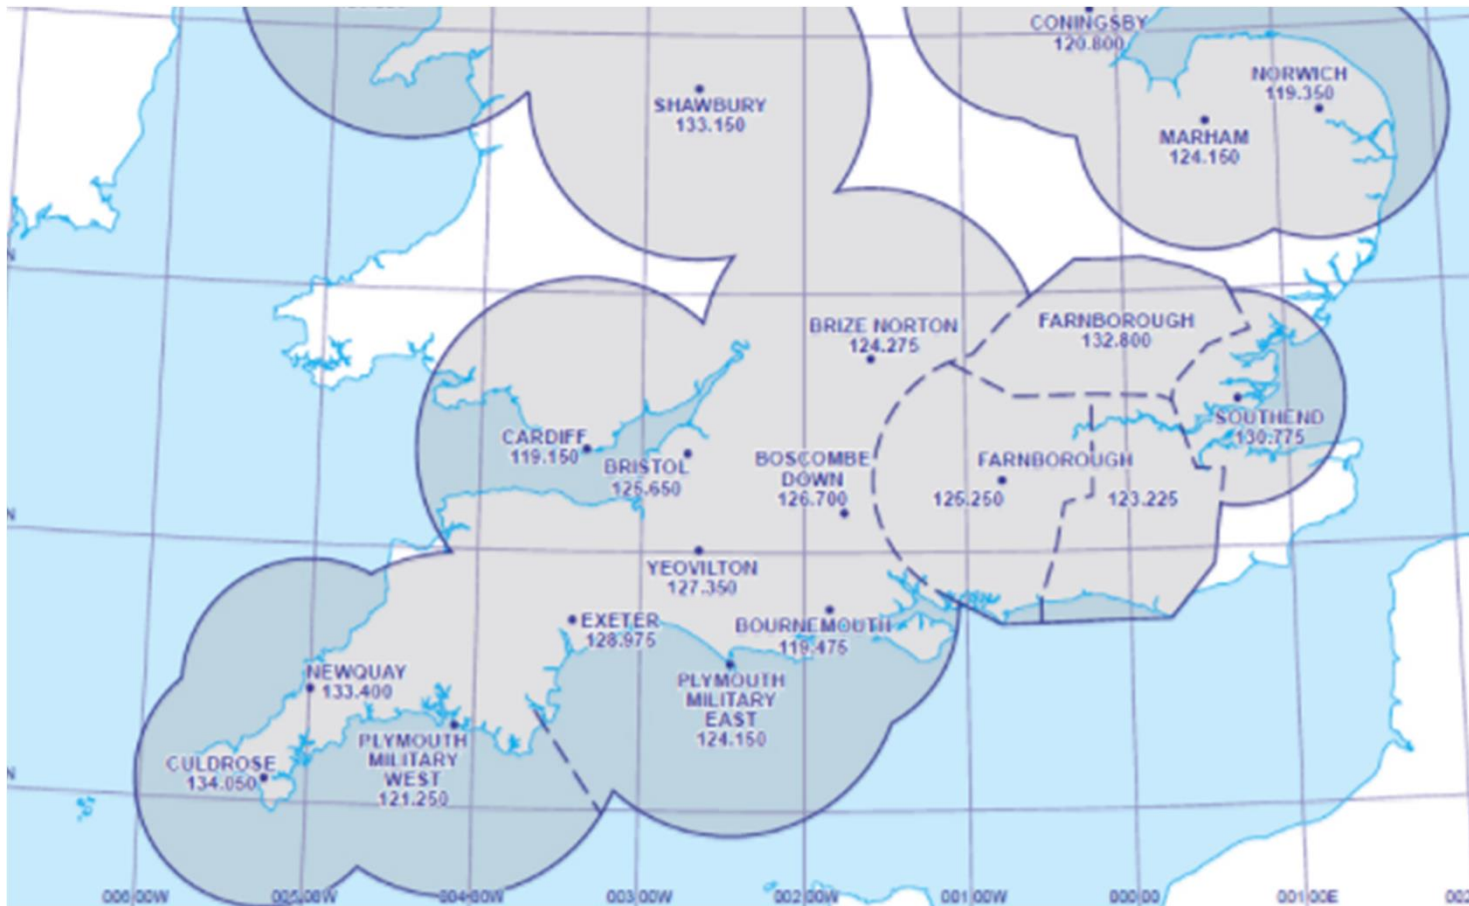 CONINGSBY
120.800
NORWICH
119.350
SHAWBURY
133.150
MARHAM
124.150
BRIZE NORTON
124.275
FARNBOROUGH
132.800
CARDIFF
119.150
BRISTOL
125.650
BOSCOMBE
DOWN
126.700
FARNBOROUGH
125.250
123.225
SOUTHEND
130.775
YEOVILTON
127.350
EXETER
128.975
BOURNEMOUTH
119.475
NEWQUAY
133.400
PLYMOUTH
MILITARY
EAST
124.150
CULDROSE
134.050
PLYMOUTH
MILITARY
WEST
121.250
N
N
N
006:00W
005:00W
004:00W
003:00W
002:00W
001:00W
000:00
001:00E